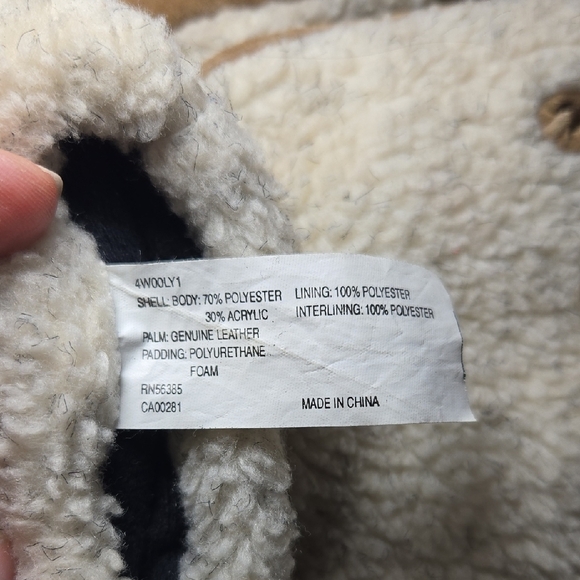 4WOOLY1
SHELL: BODY: 70% POLYESTER LINING: 100% POLYESTER
30% ACRYLIC INTERLINING: 100% POLYESTER
PALM: GENUINE LEATHER
PADDING: POLYURETHANE
FOAM
RN56385
CA00281 MADE IN CHINA